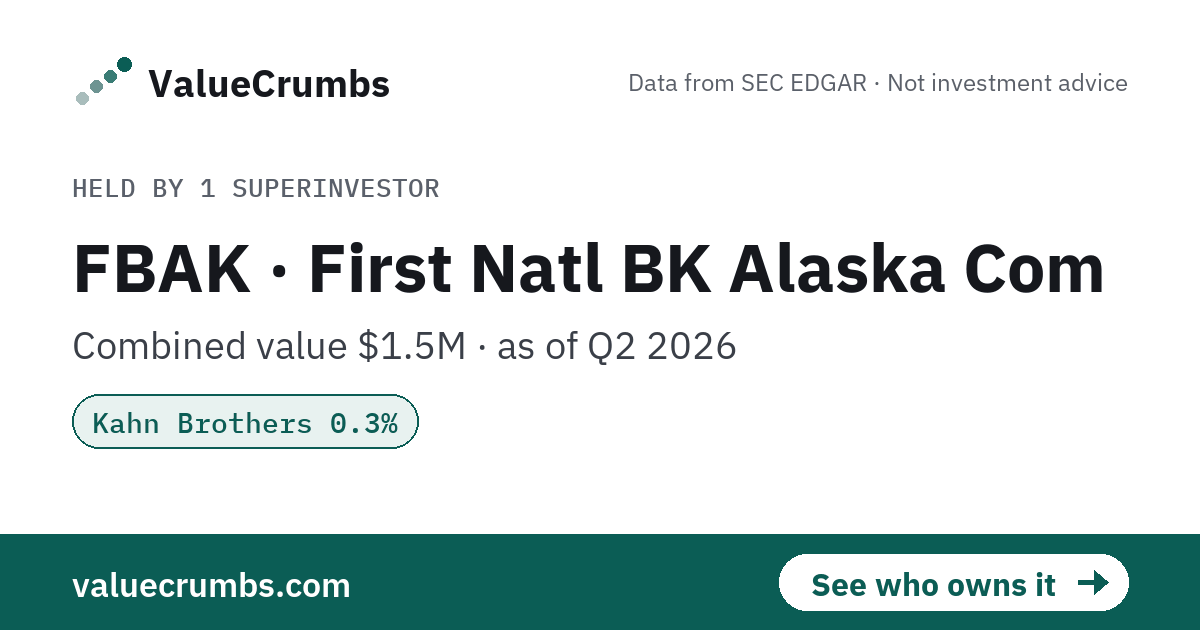 ValueCrumbs
Data from SEC EDGAR · Not investment advice
HELD BY 1 SUPERINVESTOR
FBAK · First Natl BK Alaska Com
Combined value $1.5M · as of Q2 2026
Kahn Brothers 0.3%
valuecrumbs.com
See who owns it →